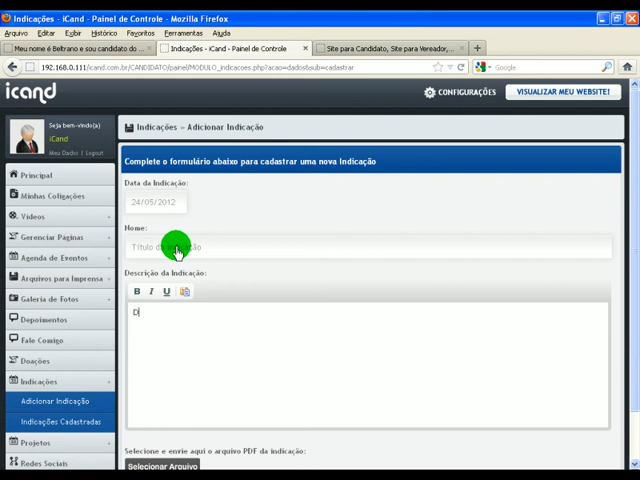 Indicações - iCand - Painel de Controle - Mozilla Firefox
Arquivo Editar Exibir Histórico Favoritos Ferramentas Ajuda
Meu nome é Beltrano e sou candidato do ...
Indicações - iCand - Painel de Controle
Site para Candidato, Site para Vereador,...
192.168.0.111/icand.com.br/CANDIDATO/painel/MODULO_indicacoes.php?acao=dados&sub=cadastrar
Google
icand
CONFIGURAÇÕES
VISUALIZAR MEU WEBSITE!
Seja bem-vindo(a)
iCand
Meu Dados | Logout
Indicações » Adicionar Indicação
Complete o formulário abaixo para cadastrar uma nova Indicação
Principal
Minhas Coligações
Vídeos
Gerenciar Páginas
Agenda de Eventos
Arquivos para Imprensa
Galeria de Fotos
Depoimentos
Fale Comigo
Doações
Indicações
Adicionar Indicação
Indicações Cadastradas
Projetos
Redes Sociais
Data da Indicação:
24/05/2012
Nome:
Título da Indicação
Descrição da Indicação:
B I U
D
Selecione e envie aqui o arquivo PDF da indicação:
Selecionar Arquivo